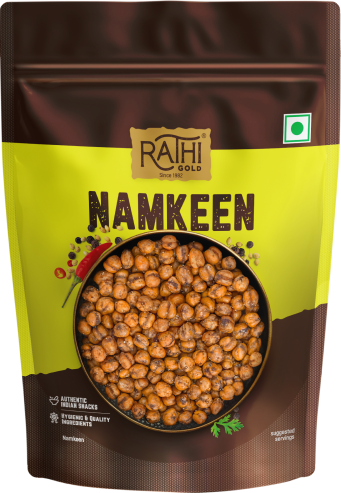 RATHI®
GOLD
Since 1982
NAMKEEN
AUTHENTIC
INDIAN SNACKS
HYGIENIC & QUALITY
INGREDIENTS
Namkeen
suggested
servings